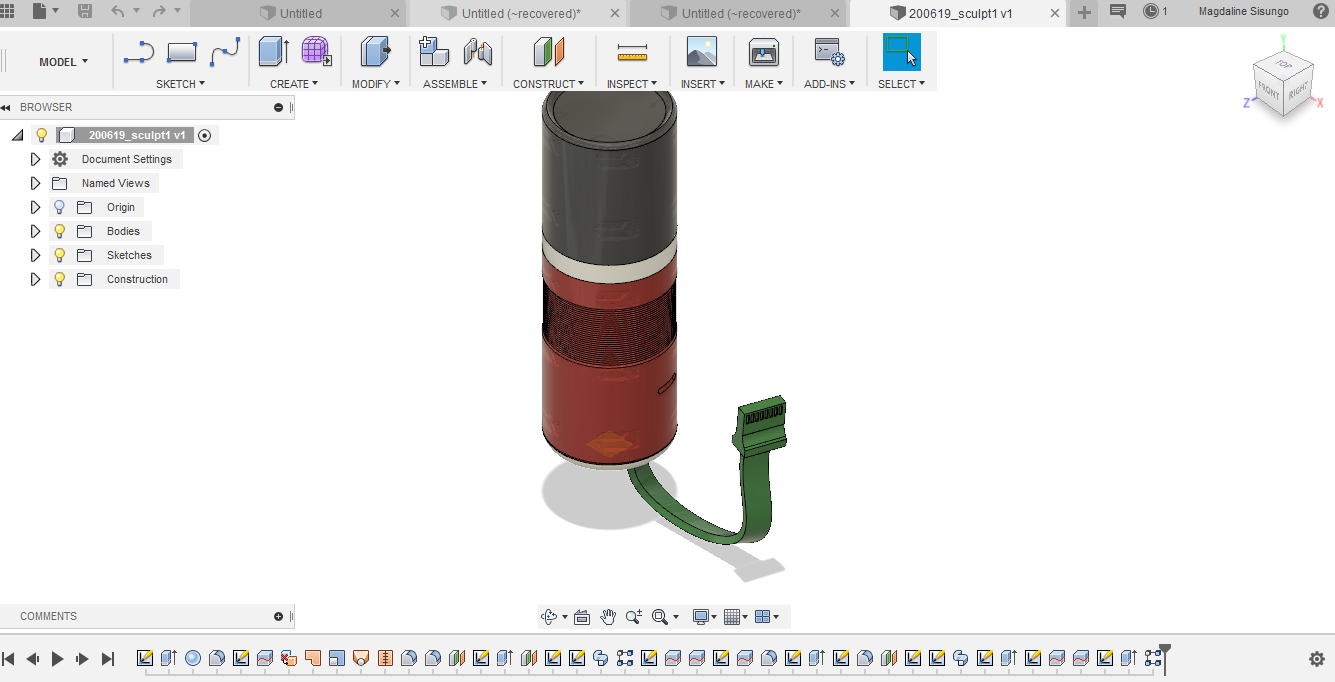 Untitled
Untitled (~recovered)*
Untitled (~recovered)*
200619_sculpt1 v1
1
Magdaline Sisungo
MODEL
SKETCH
CREATE
MODIFY
ASSEMBLE
CONSTRUCT
INSPECT
INSERT
MAKE
ADD-INS
SELECT
Y
TOP
FRONT
RIGHT
Z
X
BROWSER
200619_sculpt1 v1
Document Settings
Named Views
Origin
Bodies
Sketches
Construction
COMMENTS